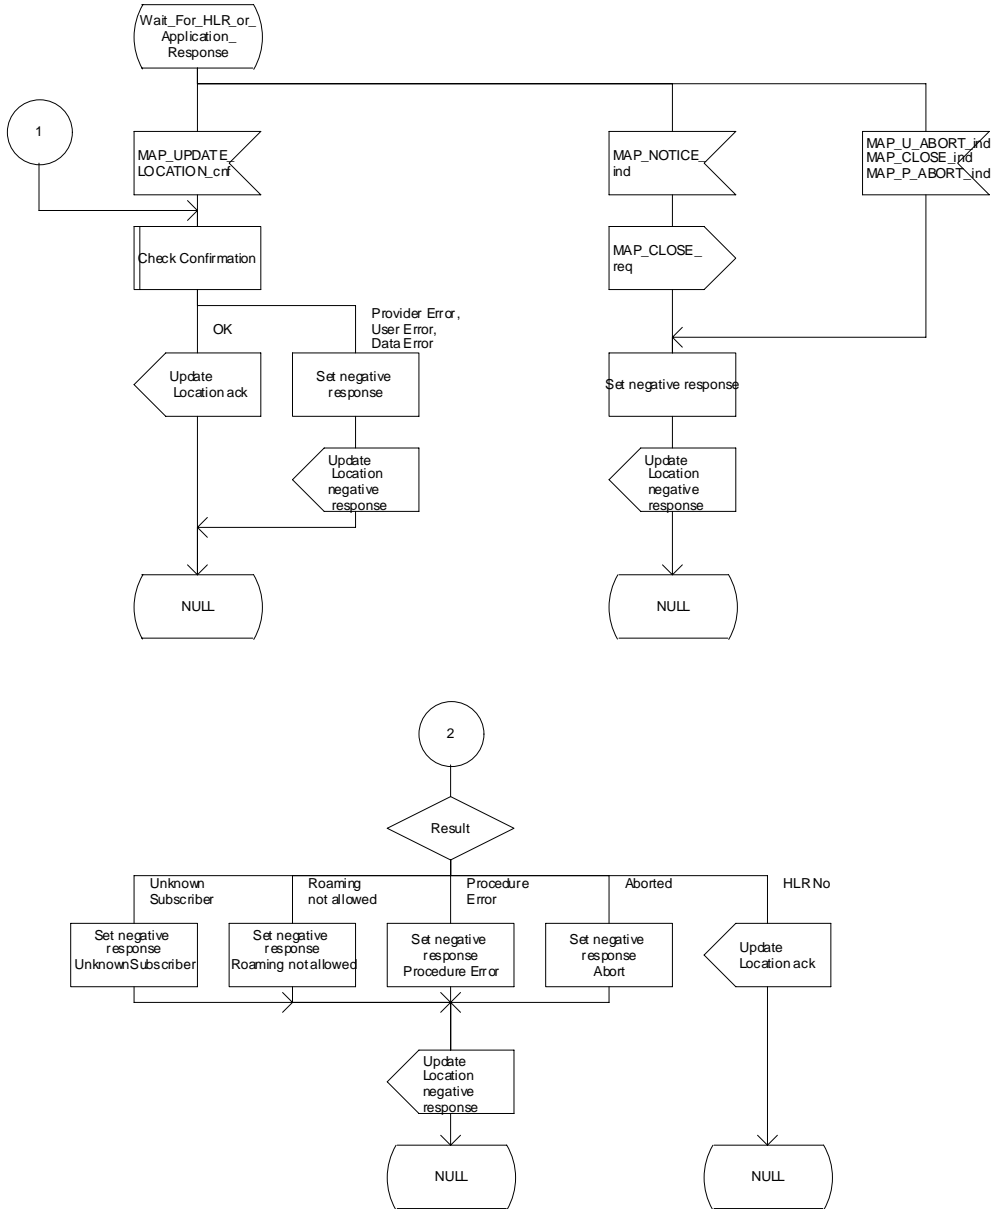 Wait_For_HLR_or_
Application_
Response
1
MAP_UPDATE_
LOCATION_cnf
MAP_NOTICE_
ind
MAP_U_ABORT_ind
MAP_CLOSE_ind
MAP_P_ABORT_ind
Check Confirmation
MAP_CLOSE_
req
OK
Provider Error,
User Error,
Data Error
Update
Location ack
Set negative
response
Set negative response
Update
Location
negative
response
Update
Location
negative
response
NULL
NULL
2
Result
Unknown
Subscriber
Roaming
not allowed
Procedure
Error
Aborted
HLR No
Set negative
response
Unknown Subscriber
Set negative
response
Roaming not allowed
Set negative
response
Procedure Error
Set negative
response
Abort
Update
Location ack
Update
Location
negative
response
NULL
NULL